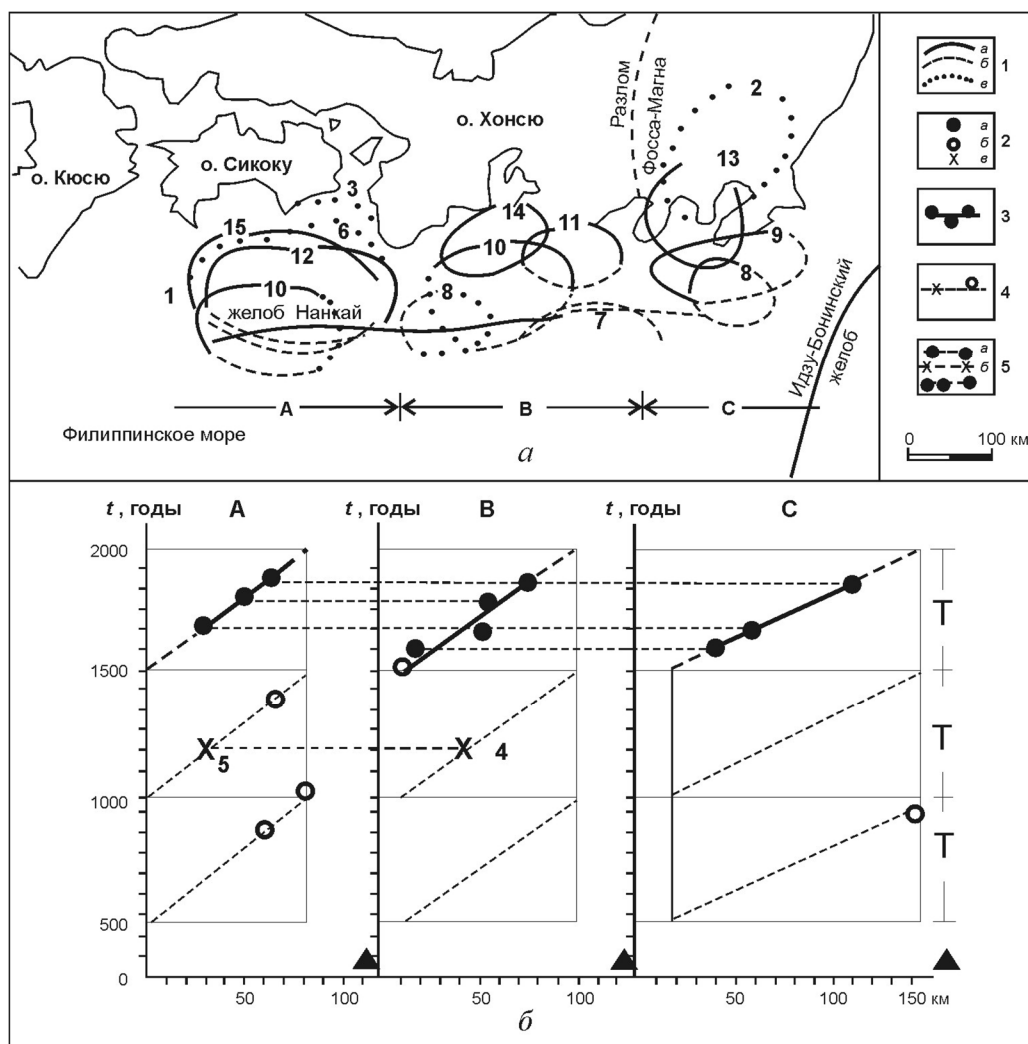 о. Кюсю
о. Сикоку
о. Хонсю
Разлом
Фосса-Магна
2
13
3
6
15
12
1
10
желоб Нанкай
14
11
10
8
7
9
8
Идзу-Бонинский
желоб
А В С
Филиппинское море
а
а
б 1
в
а
б 2
в
3
4
а
б 5
0 100 км
t , годы А t , годы В t , годы С
2000
1500
1000
500
0
5
4
Т
Т
Т
50 100 50 100 50 100 150 км
б